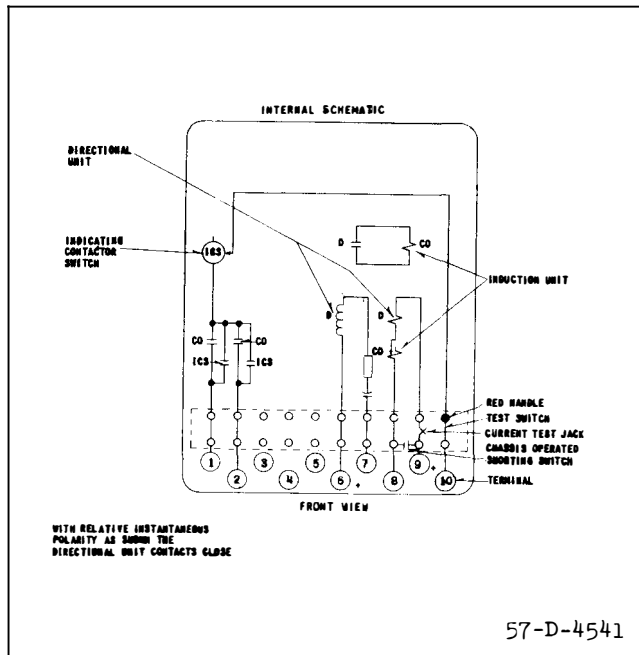 INTERNAL SCHEMATIC
DIRECTIONAL
UNIT
INDICATING
CONTACTOR
SWITCH
ICS
D
CO
INDUCTION UNIT
D
D
CO
CO
CO
ICS
ICS
RED HANDLE
TEST SWITCH
CURRENT TEST JACK
CHASSIS OPERATED
SHORTING SWITCH
TERMINAL
1
2
3
4
5
6
+
7
8
9
+
10
FRONT VIEW
WITH RELATIVE INSTANTANEOUS
POLARITY AS SHOWN THE
DIRECTIONAL UNIT CONTACTS CLOSE
57-D-4541